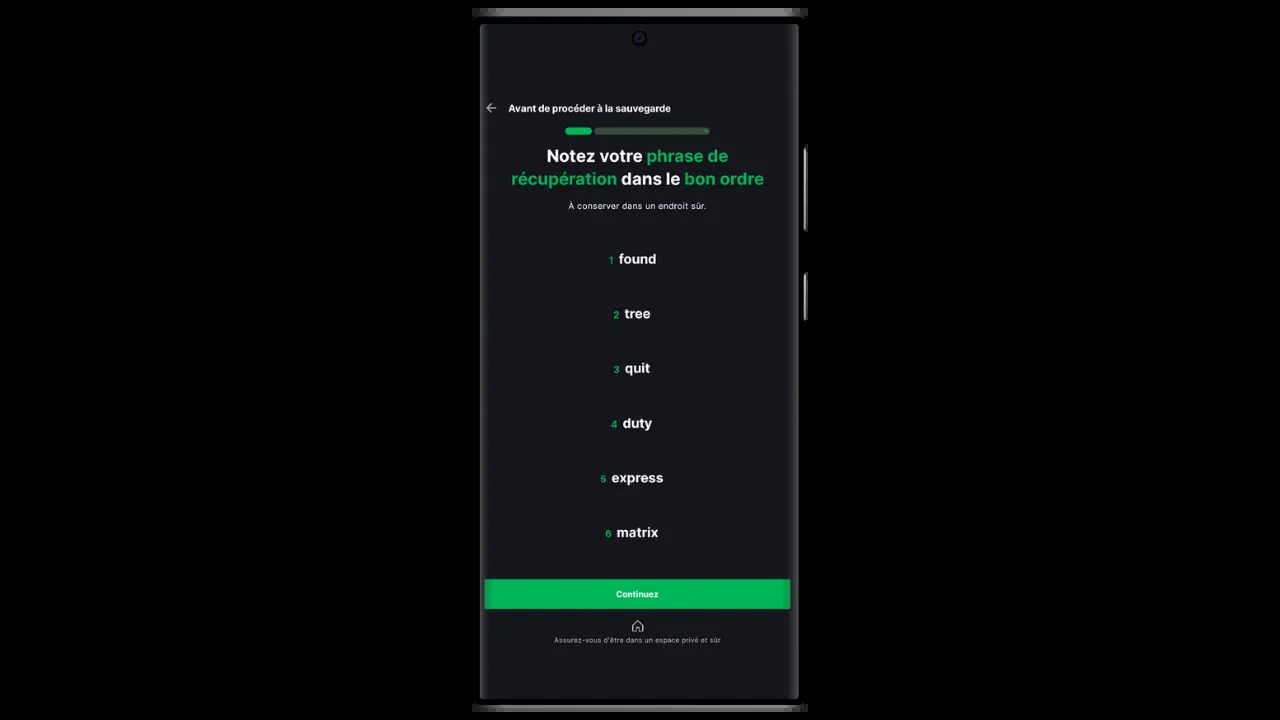 Avant de procéder à la sauvegarde
Notez votre phrase de
récupération dans le bon ordre
À conserver dans un endroit sûr.
1 found
2 tree
3 quit
4 duty
5 express
6 matrix
Continuez
Assurez-vous d'être dans un espace privé et sûr